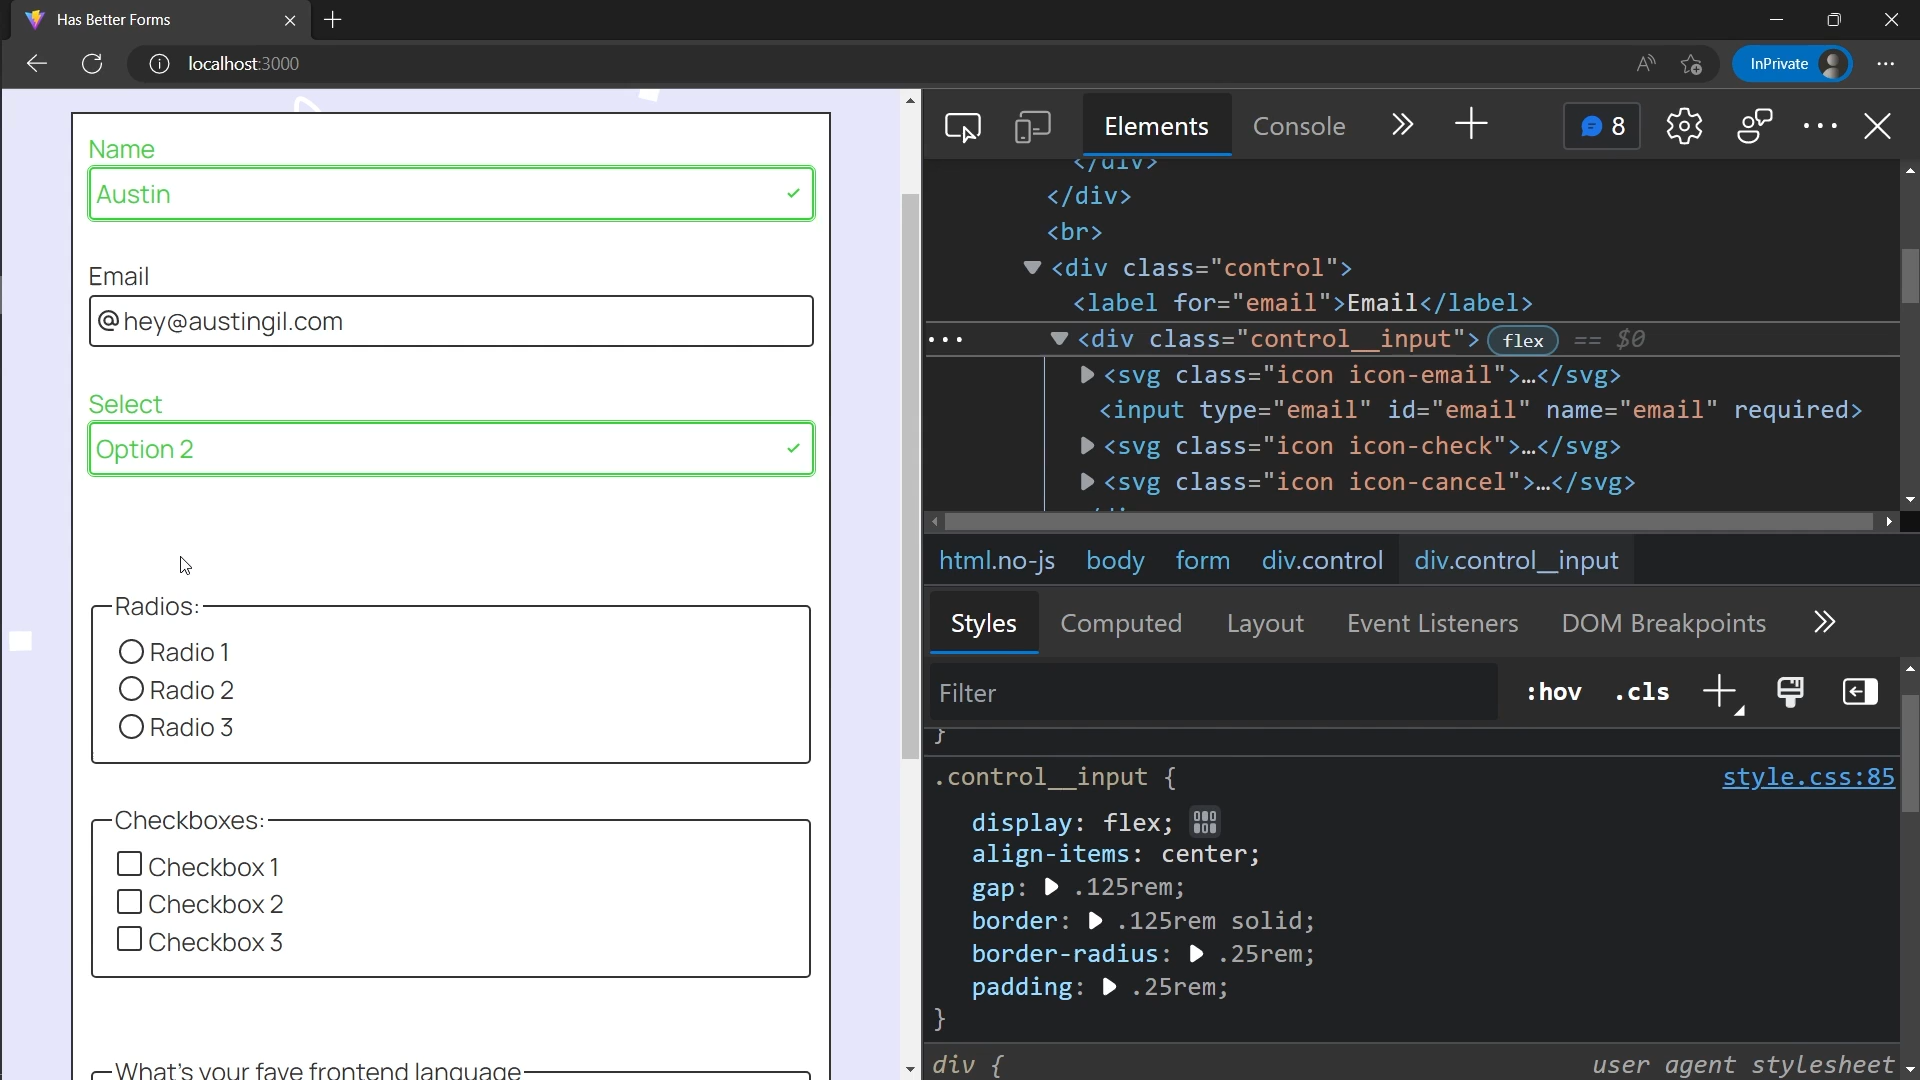 Has Better Forms
localhost:3000
InPrivate
Name
Austin
Email
@hey@austingil.com
Select
Option 2
Radios:
Radio 1
Radio 2
Radio 3
Checkboxes:
Checkbox 1
Checkbox 2
Checkbox 3
What's your fave frontend language
Elements
Console
8
</div>
</div>
<br>
<div class="control">
<label for="email">Email</label>
<div class="control__input"> flex == $0
<svg class="icon icon-email">…</svg>
<input type="email" id="email" name="email" required>
<svg class="icon icon-check">…</svg>
<svg class="icon icon-cancel">…</svg>
html.no-js body form div.control div.control__input
Styles Computed Layout Event Listeners DOM Breakpoints
Filter
:hov .cls
}
.control__input { style.css:85
display: flex;
align-items: center;
gap: .125rem;
border: .125rem solid;
border-radius: .25rem;
padding: .25rem;
}
div { user agent stylesheet